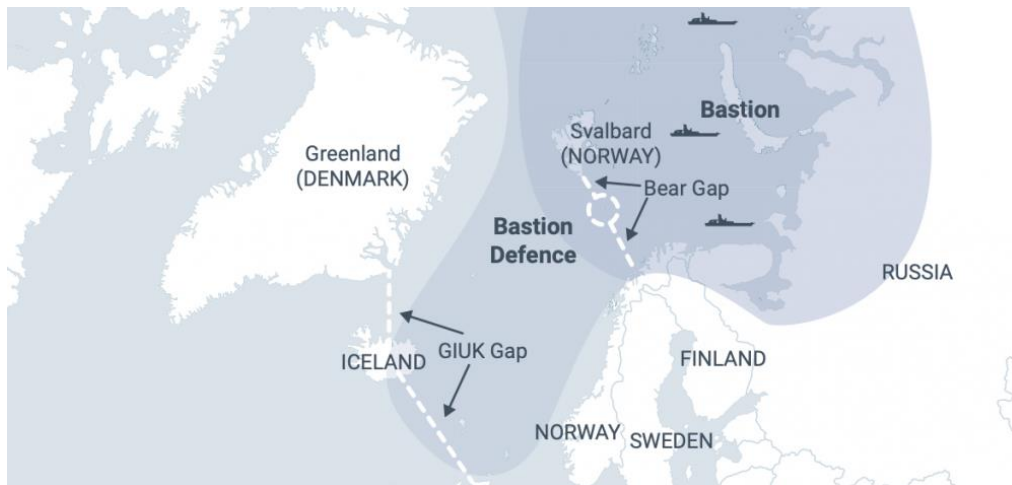 Bastion
Svalbard
(NORWAY)
Greenland
(DENMARK)
Bear Gap
Bastion
Defence
RUSSIA
GIUK Gap
ICELAND
FINLAND
NORWAY
SWEDEN